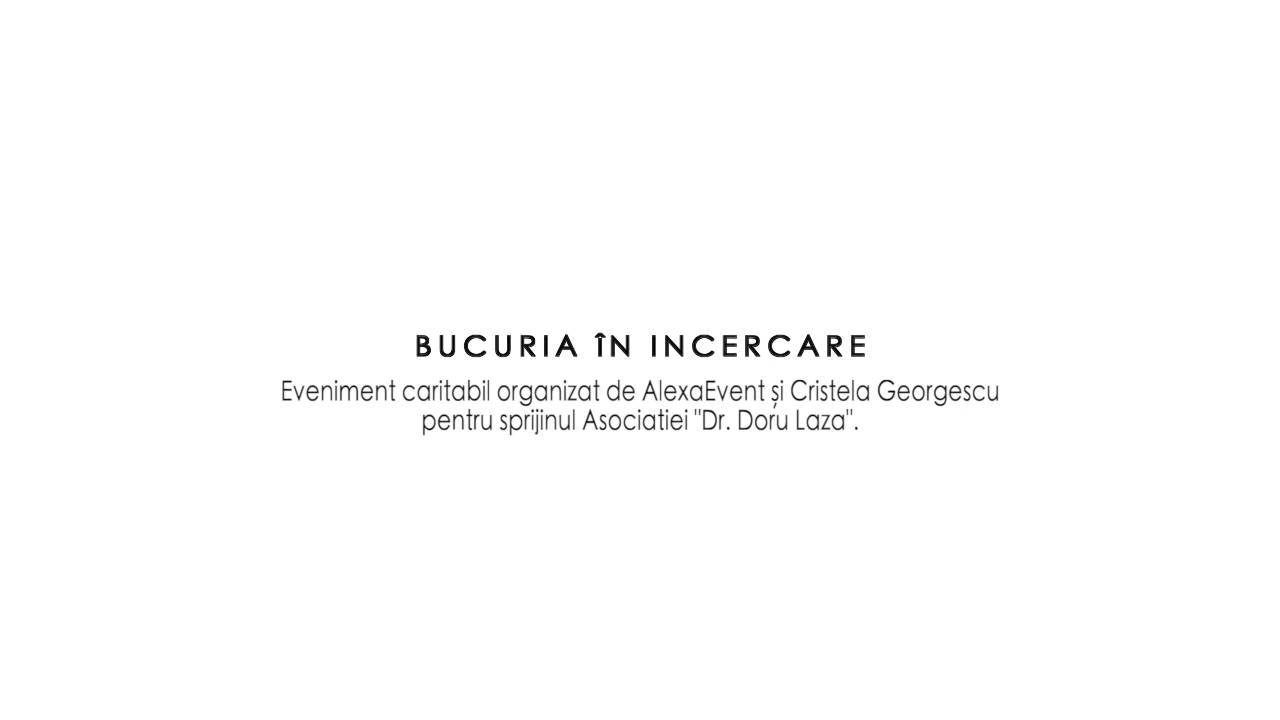 BUCURIA ÎN INCERCARE
Eveniment caritabil organizat de AlexaEvent și Cristela Georgescu
pentru sprijinul Asociatiei "Dr. Doru Laza".